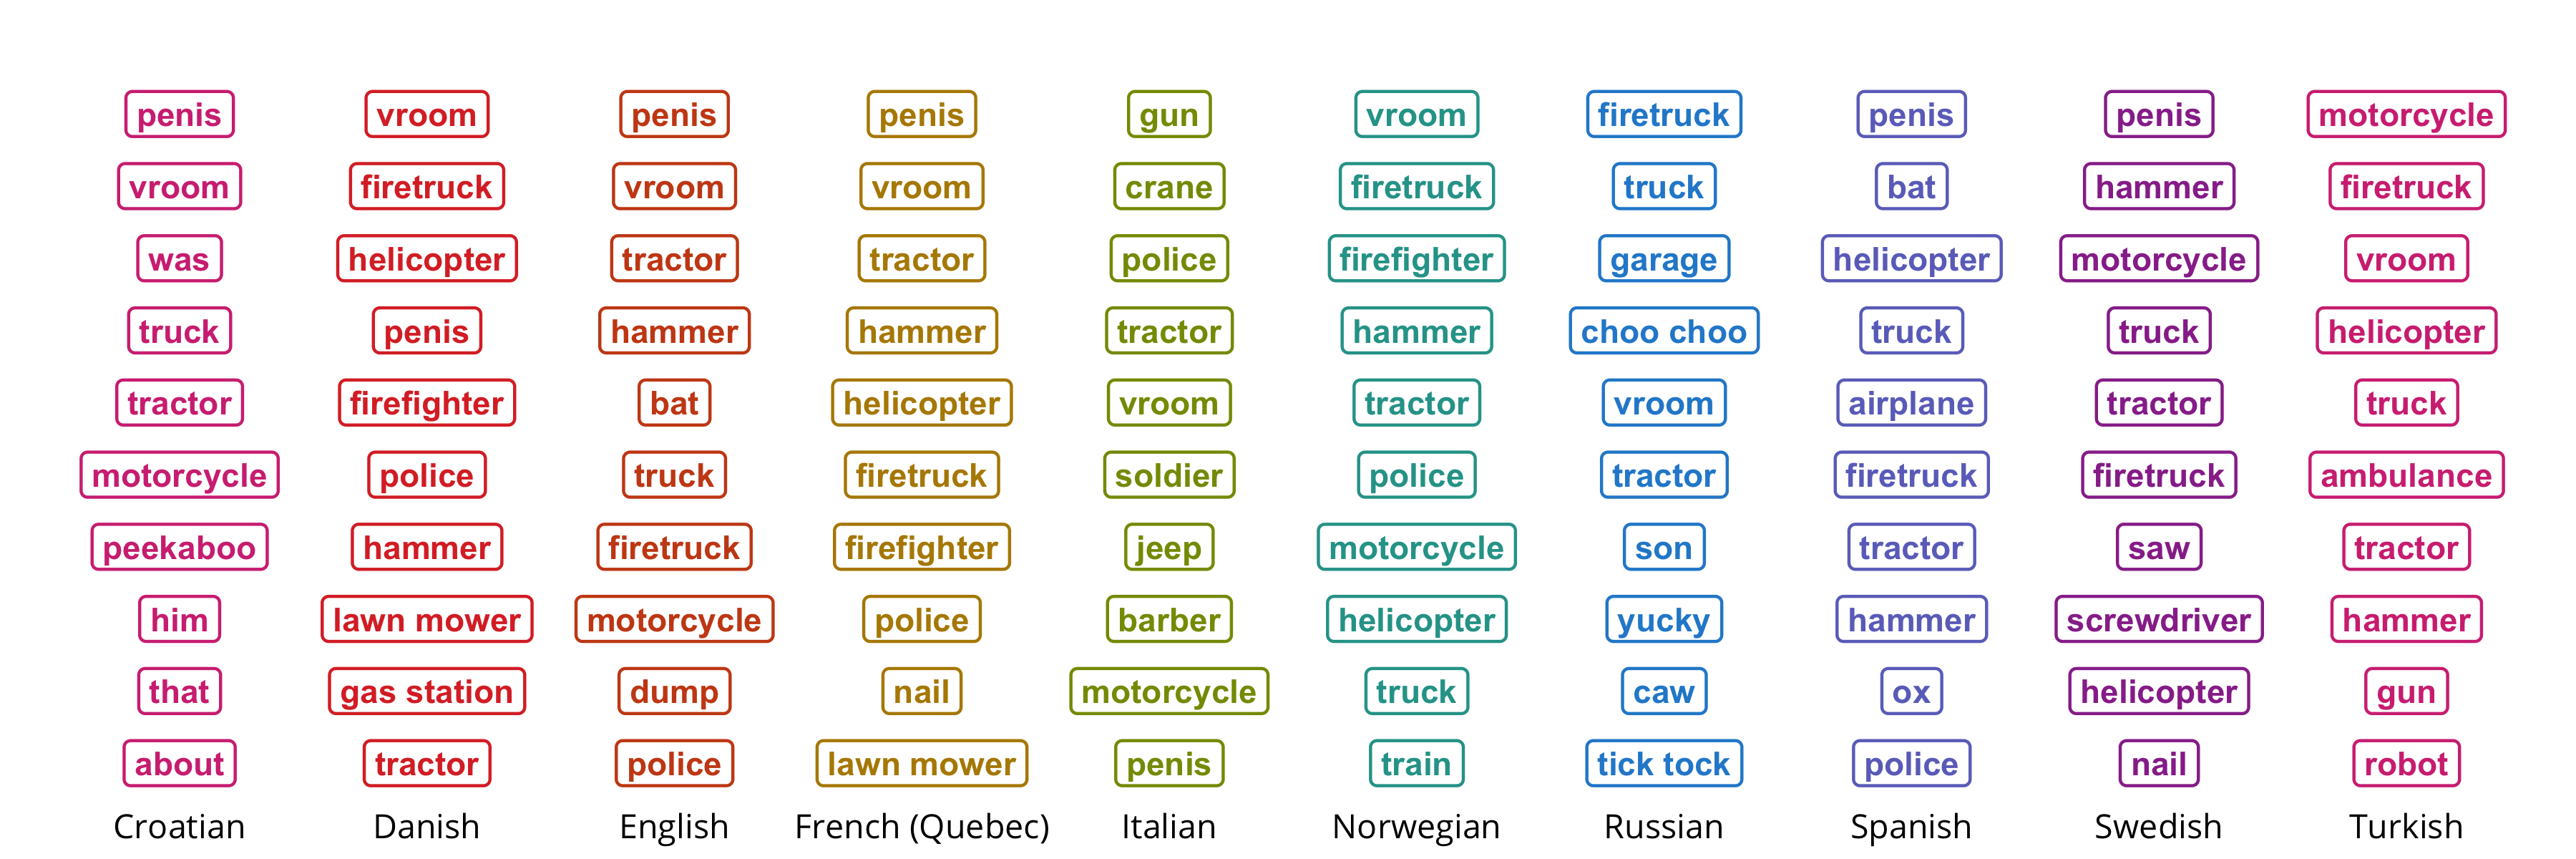 penis vroom penis penis gun vroom firetruck penis penis motorcycle
vroom firetruck vroom vroom crane firetruck truck bat hammer firetruck
was helicopter tractor tractor police firefighter garage helicopter motorcycle vroom
truck penis hammer hammer tractor hammer choo choo truck truck helicopter
tractor firefighter bat helicopter vroom tractor vroom airplane tractor truck
motorcycle police truck firetruck soldier police tractor firetruck firetruck ambulance
peekaboo hammer firetruck firefighter jeep motorcycle son tractor saw tractor
him lawn mower motorcycle police barber helicopter yucky hammer screwdriver hammer
that gas station dump nail motorcycle truck caw ox helicopter gun
about tractor police lawn mower penis train tick tock police nail robot
Croatian Danish English French (Quebec) Italian Norwegian Russian Spanish Swedish Turkish